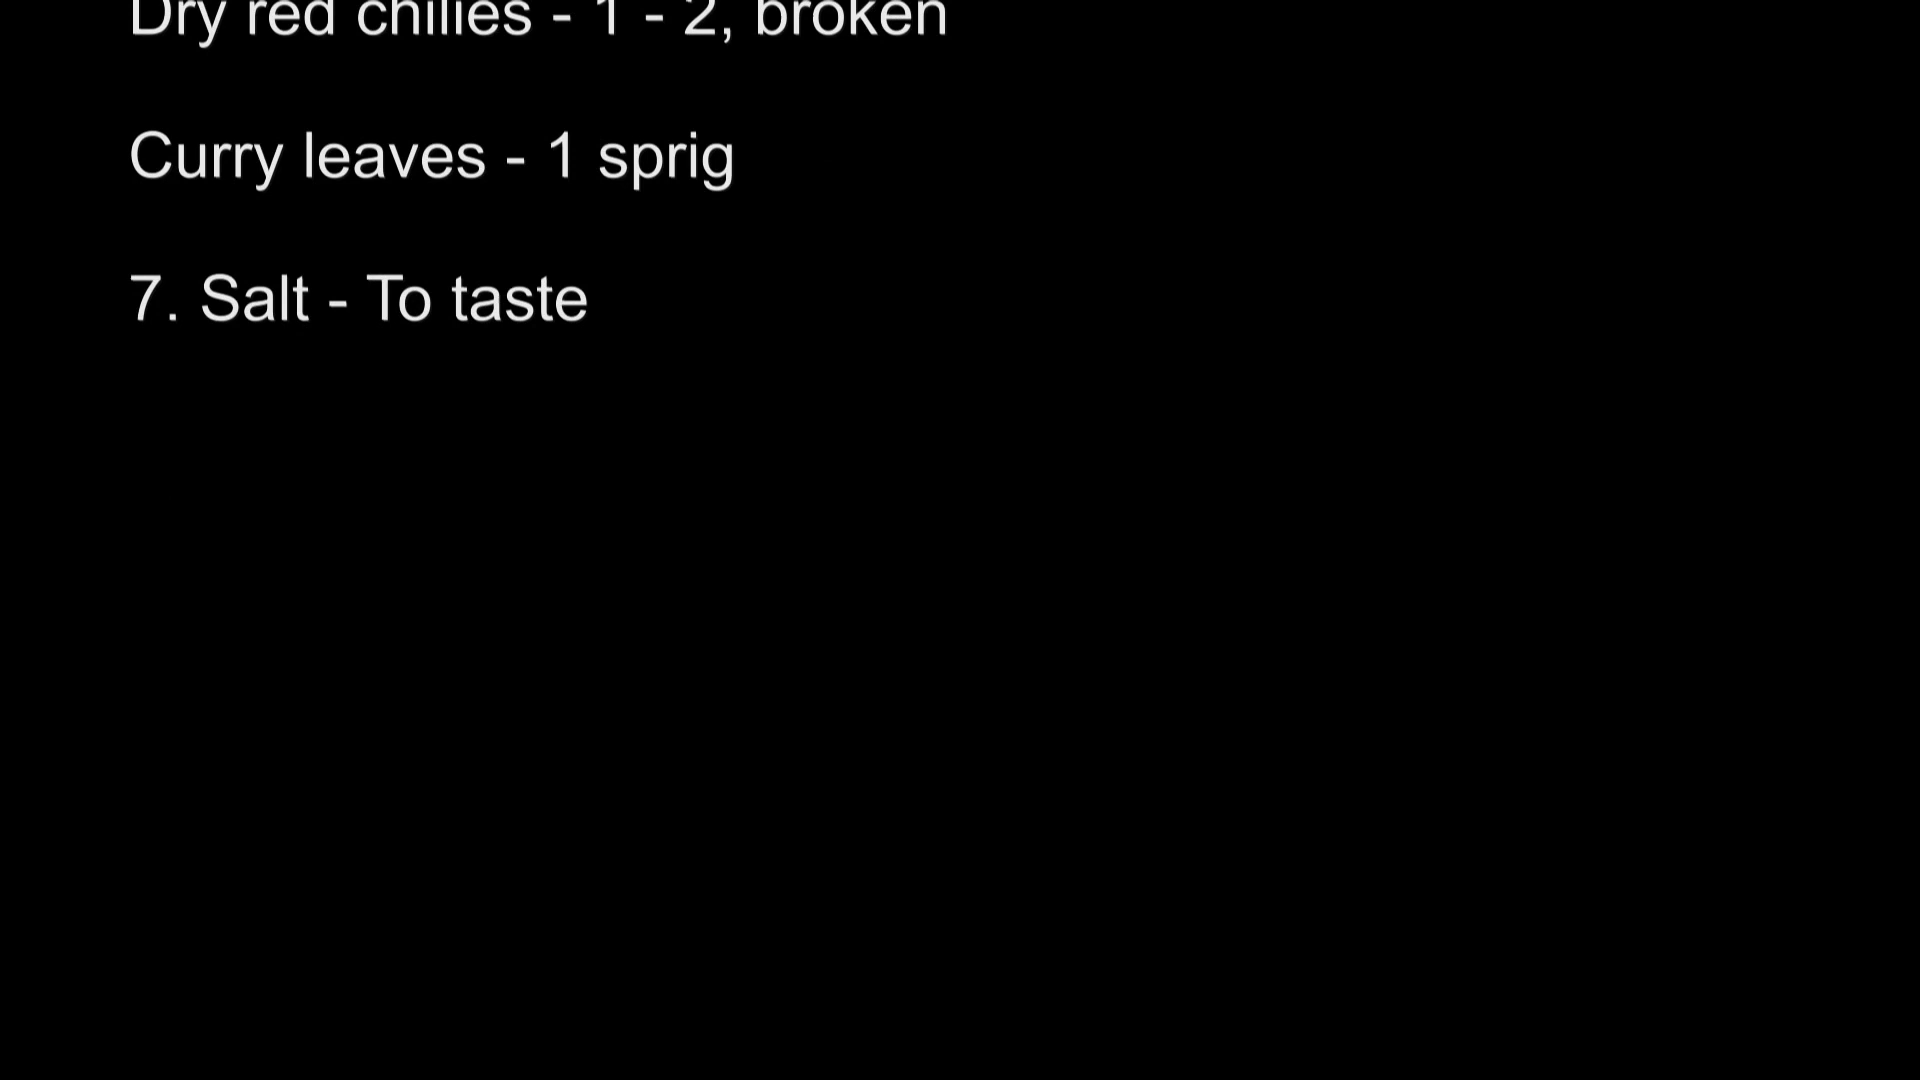 Dry red chilies - 1 - 2, broken
Curry leaves - 1 sprig
7. Salt - To taste